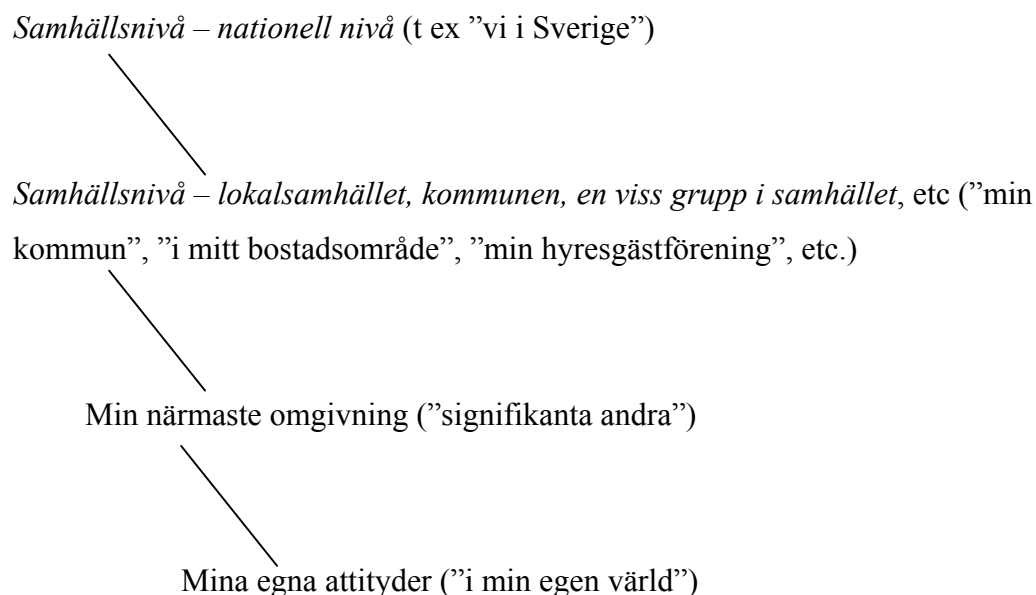 Samhällsnivå – nationell nivå (t ex ”vi i Sverige”)
Samhällsnivå – lokalsamhället, kommunen, en viss grupp i samhället, etc (”min
kommun”, ”i mitt bostadsområde”, ”min hyresgästförening”, etc.)
Min närmaste omgivning (”signifikanta andra”)
Mina egna attityder (”i min egen värld”)